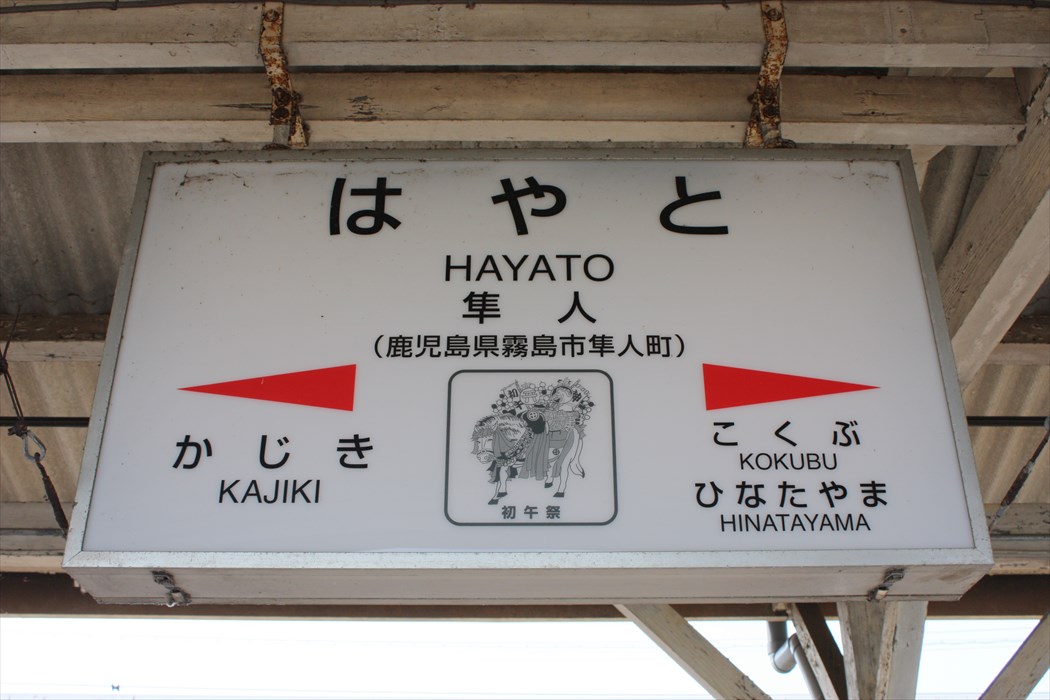 はやと
HAYATO
隼人
（鹿児島県霧島市隼人町）
かじき
KAJIKI
初午祭
こくぶ
KOKUBU
ひなたやま
HINATAYAMA